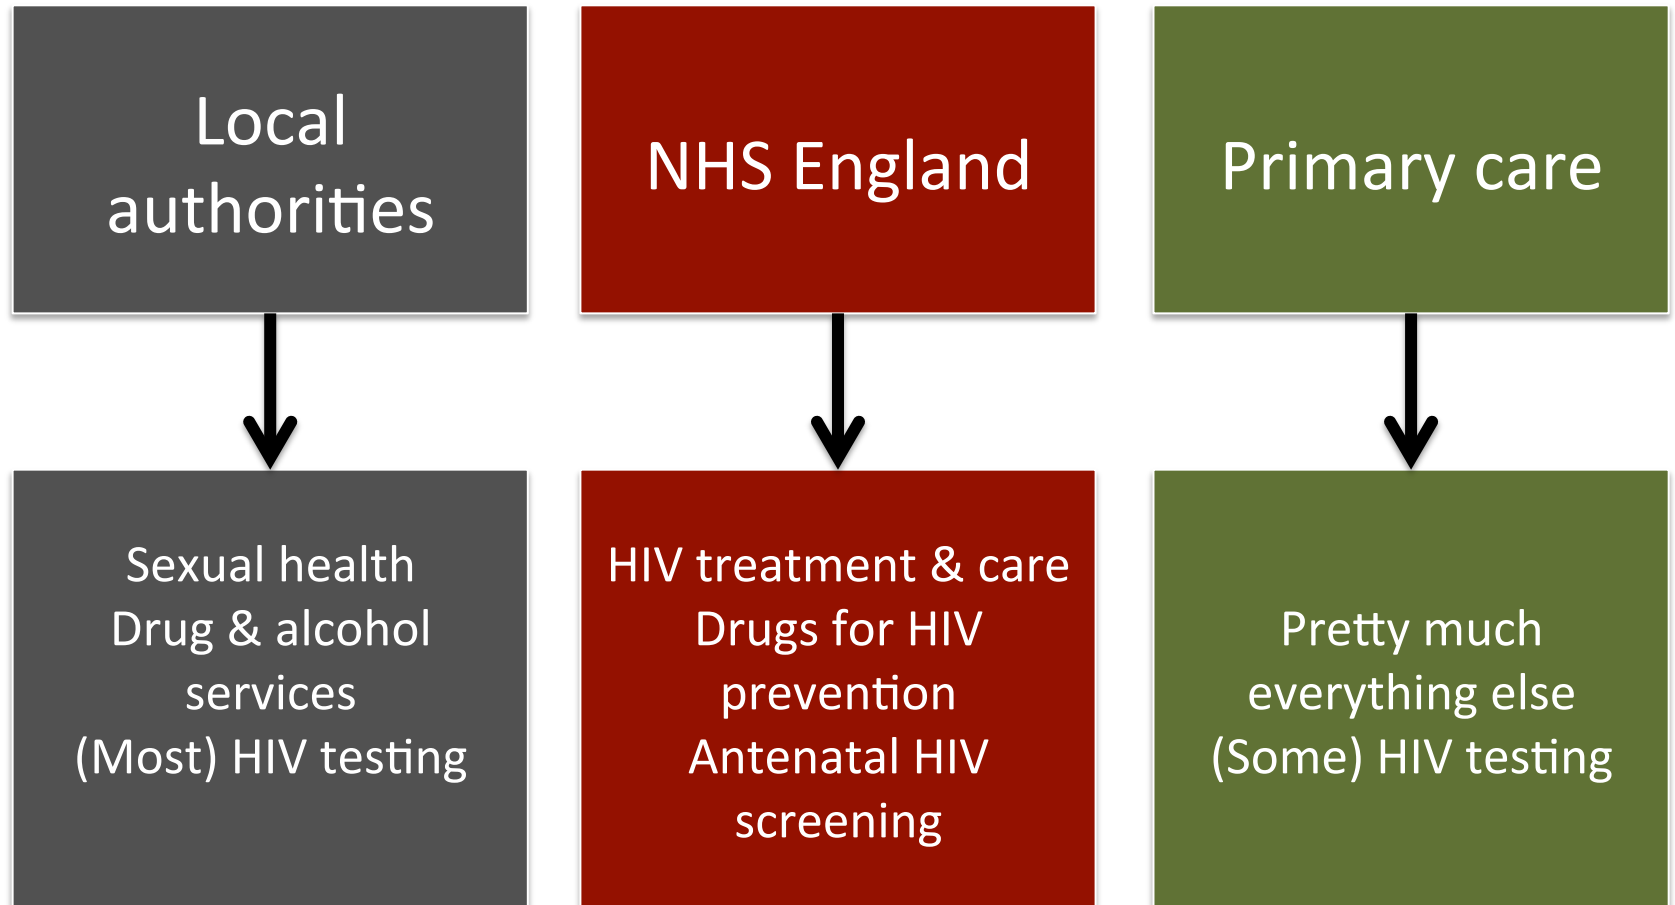 Local
authorities
NHS England
Primary care
Sexual health
Drug & alcohol
services
(Most) HIV testing
HIV treatment & care
Drugs for HIV
prevention
Antenatal HIV
screening
Pretty much
everything else
(Some) HIV testing